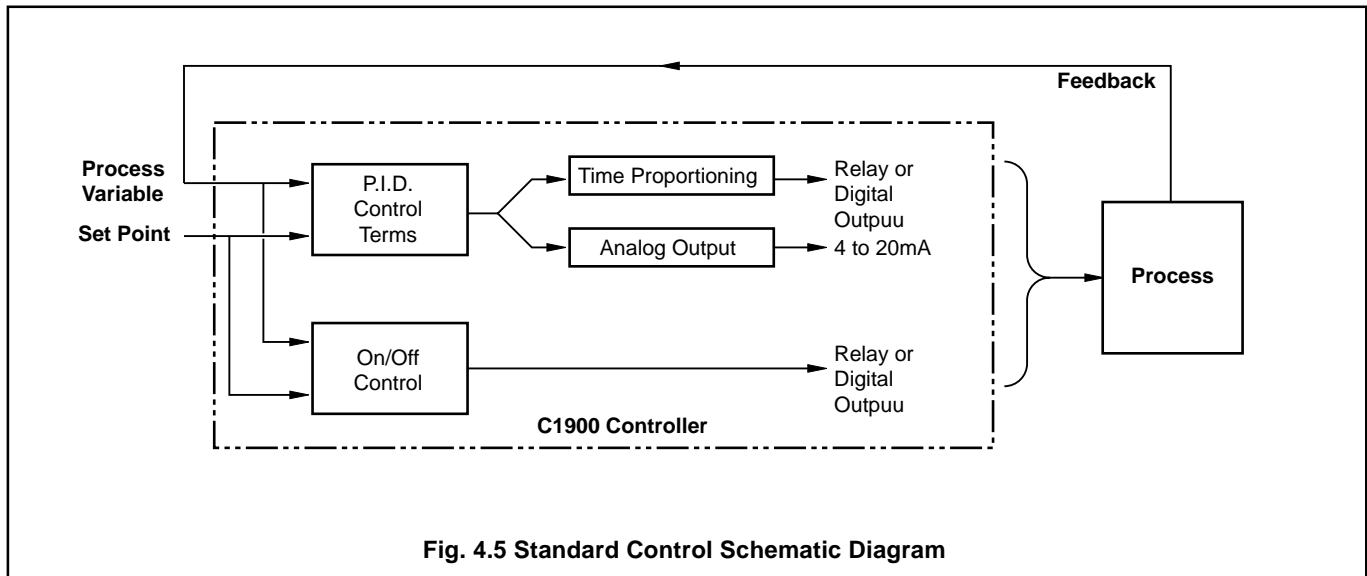 Feedback
Process
Variable
Set Point
P.I.D.
Control
Terms
Time Proportioning
Relay or
Digital
Outpuu
Analog Output
4 to 20mA
Process
On/Off
Control
Relay or
Digital
Outpuu
C1900 Controller
Fig. 4.5 Standard Control Schematic Diagram